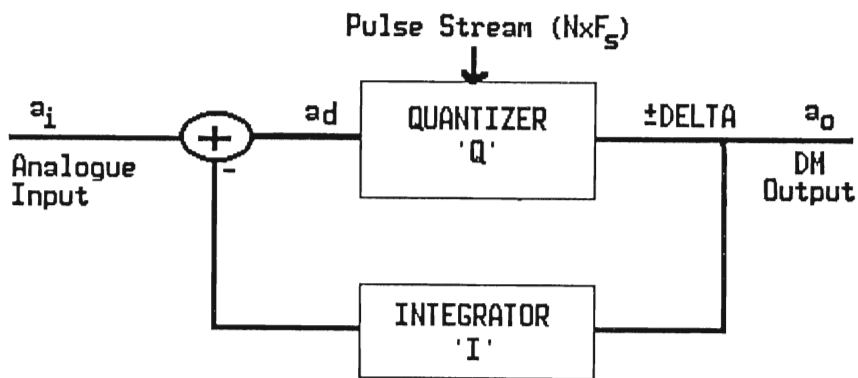 Pulse Stream (NxFs)
ai
ad
QUANTIZER
'Q'
±DELTA
ao
+
-
Analogue
Input
DM
Output
INTEGRATOR
'I'